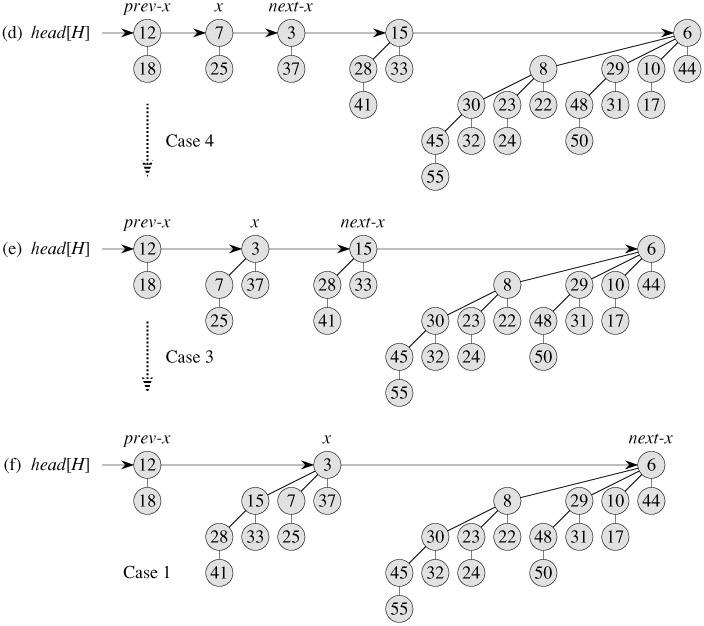 prev-x x next-x
(d) head[H] 12 7 3 15 6
18 25 37 28 33 8 29 10 44
41 30 23 22 48 31 17
Case 4 45 32 24 50
55
prev-x x next-x
(e) head[H] 12 3 15 6
18 7 37 28 33 8 29 10 44
25 41 30 23 22 48 31 17
Case 3 45 32 24 50
55
prev-x x next-x
(f) head[H] 12 3 6
18 15 7 37 8 29 10 44
28 33 25 30 23 22 48 31 17
Case 1 41 45 32 24 50
55